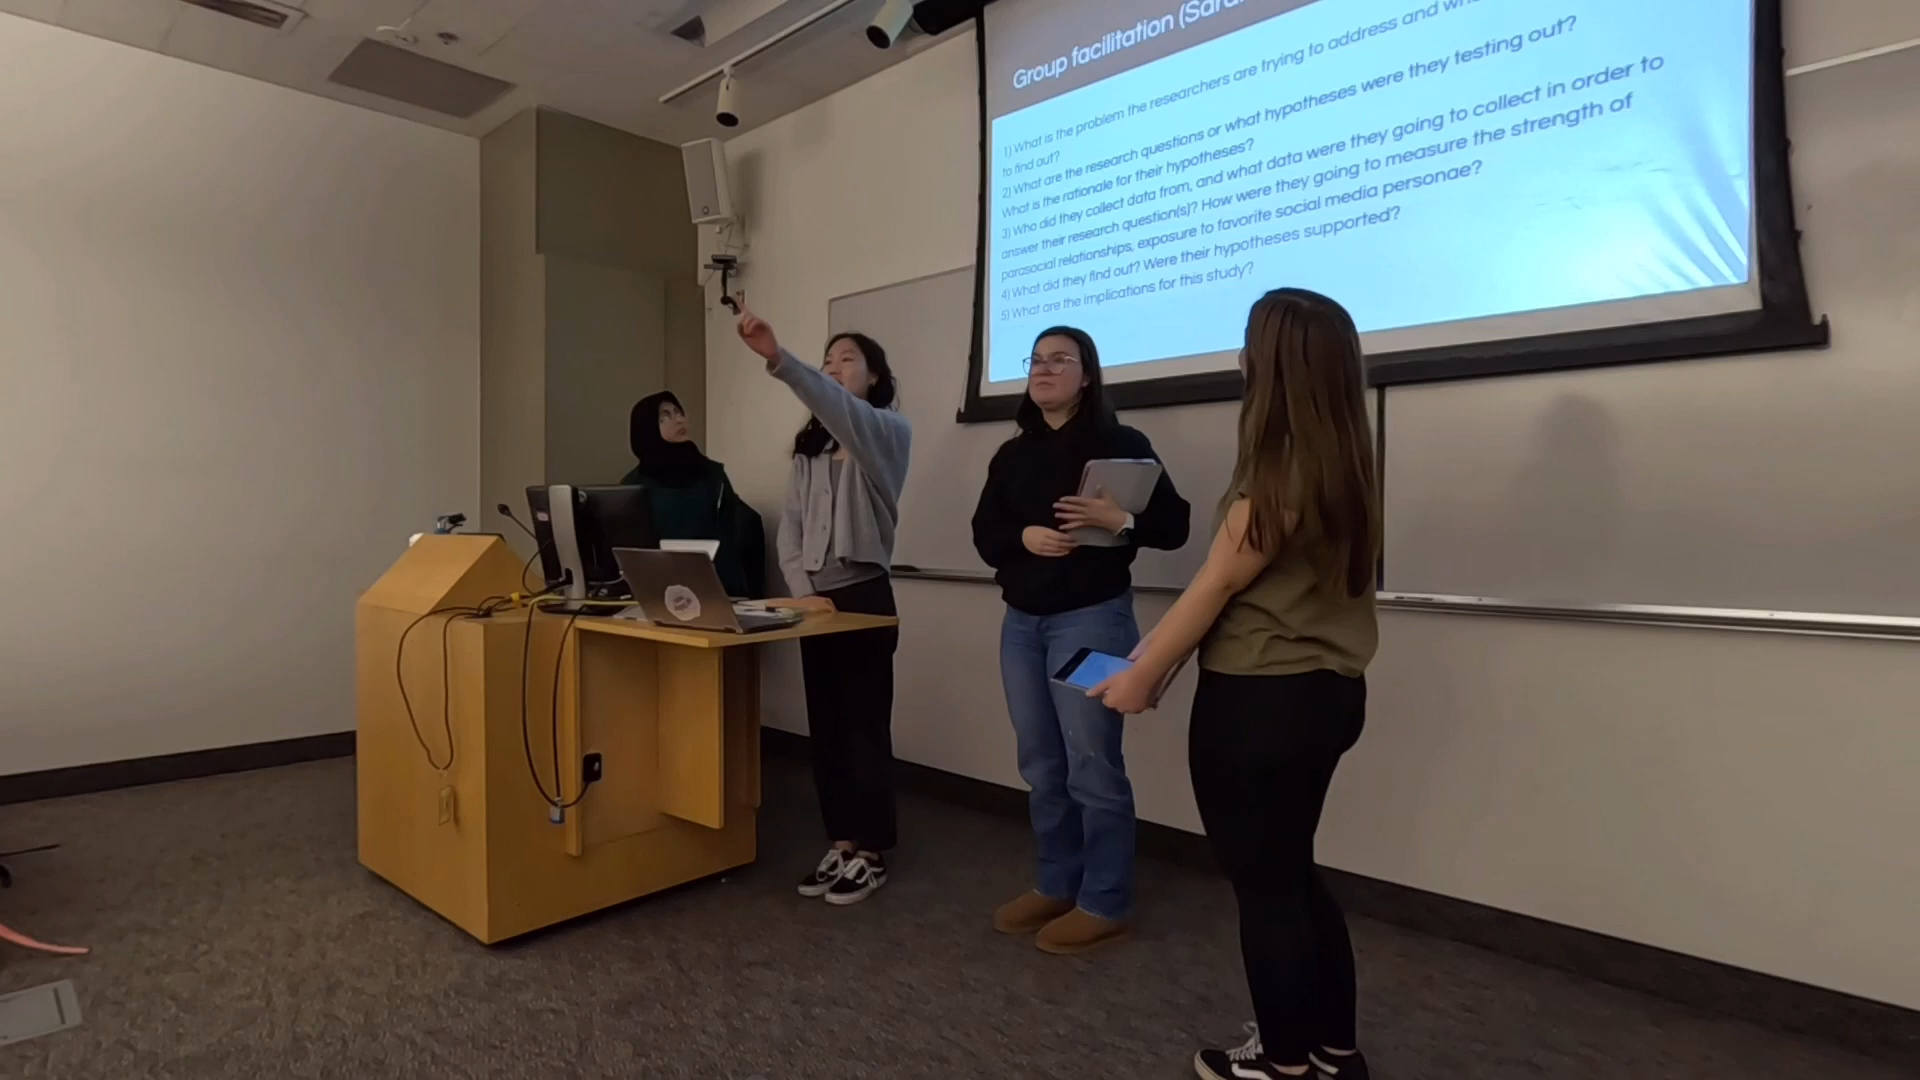 Group facilitation
1) What is the problem the researchers are trying to address and
to find out?
2) What are the research questions or what hypotheses were they testing out?
What is the rationale for their hypotheses?
3) Who did they collect data from, and what data were they going to collect in order to
answer their research question(s)? How were they going to measure the strength of
parasocial relationships, exposure to favorite social media personae?
4) What did they find out? Were their hypotheses supported?
5) What are the implications for this study?